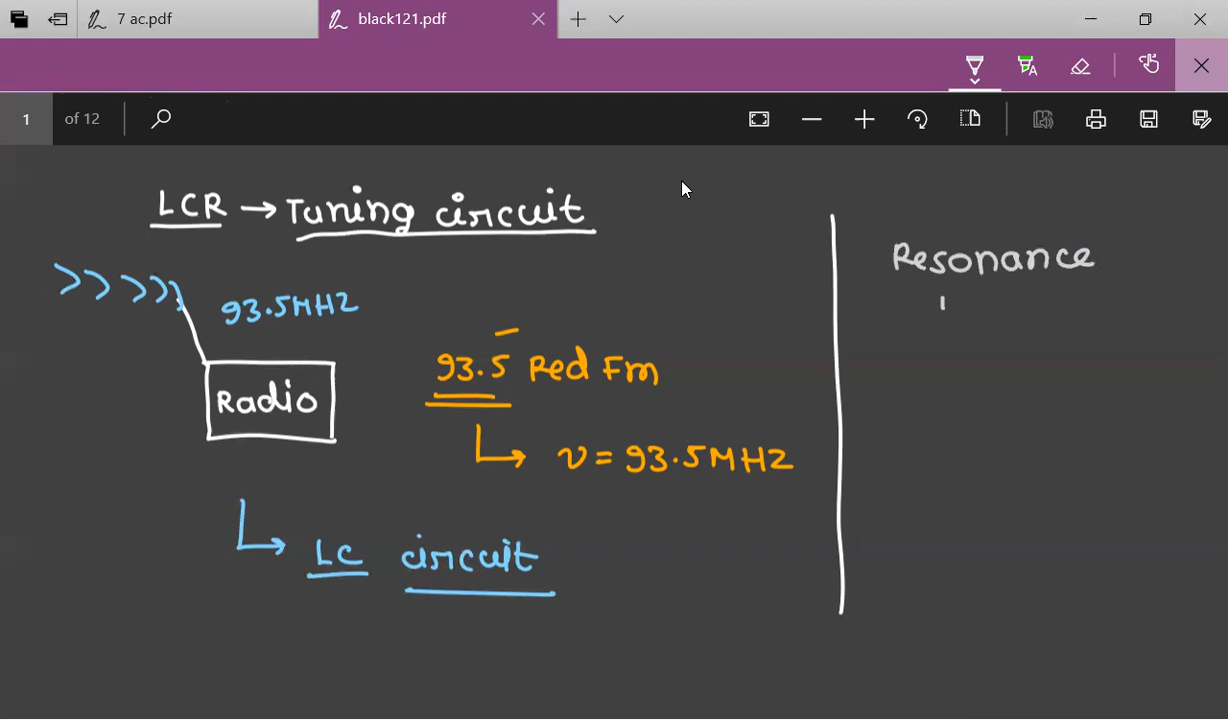 7 ac.pdf
black121.pdf
1 of 12
LCR → Tuning circuit
93.5MHZ
Radio
93.5 Red Fm
ν = 93.5MHZ
LC circuit
Resonance